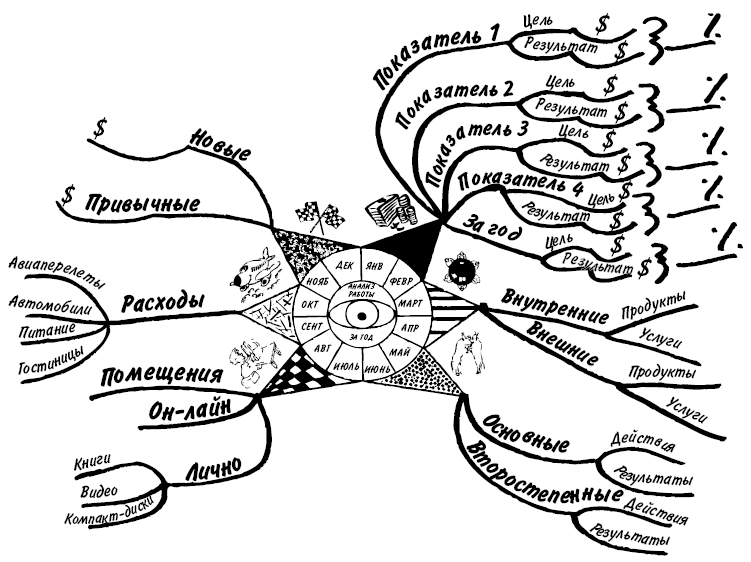 Показатель 1
Цель $
Результат $
%
Показатель 2
Цель $
Результат $
%
Показатель 3
Цель $
Результат $
%
Показатель 4
Цель $
Результат $
%
За год
Цель $
Результат $
%
Внутренние
Продукты
Услуги
Внешние
Продукты
Услуги
Основные
Действия
Результаты
Второстепенные
Действия
Результаты
Лично
Книги
Видео
Компакт-диски
Он-лайн
Помещения
Расходы
Авиаперелеты
Автомобили
Питание
Гостиницы
Привычные
$
Новые
$
АНАЛИЗ
РАБОТЫ
ЗА ГОД
ЯНВ
ФЕВР
МАРТ
АПР
МАЙ
ИЮНЬ
ИЮЛЬ
АВГ
СЕНТ
ОКТ
НОЯБ
ДЕК